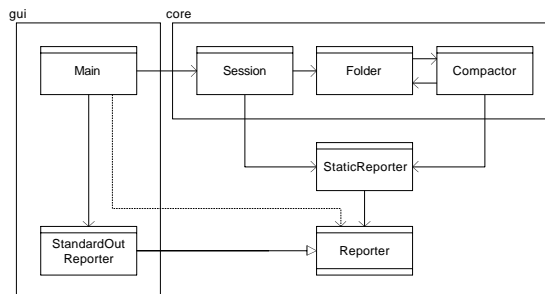 gui
core
Main
Session
Folder
Compactor
StaticReporter
StandardOut
Reporter
Reporter